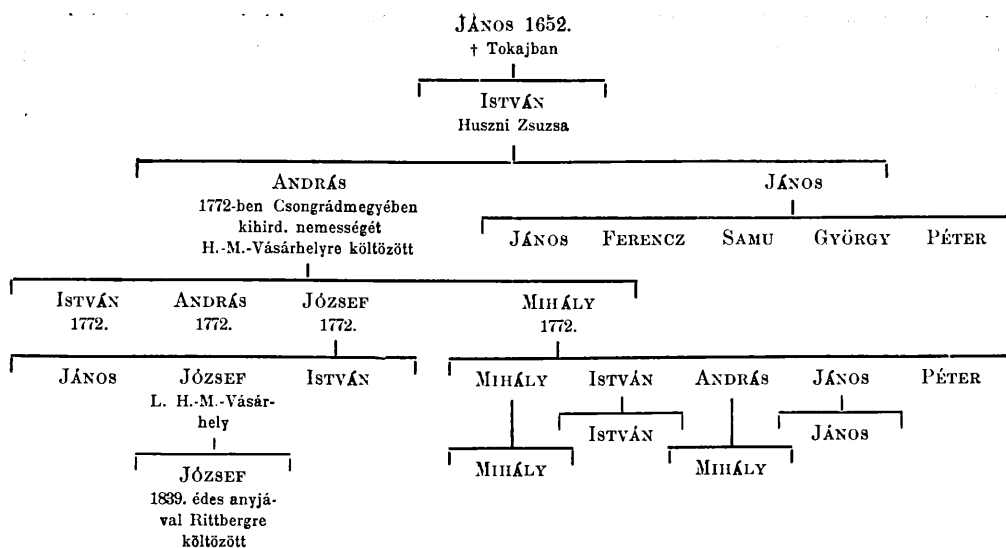 JÁNOS 1652.
† Tokajban
ISTVÁN
Huszni Zsuzsa
ANDRÁS JÁNOS
1772-ben Csongrádmegyében
kihird. nemességét
H.-M.-Vásárhelyre költözött
JÁNOS FERENCZ SAMU GYÖRGY PÉTER
ISTVÁN ANDRÁS JÓZSEF MIHÁLY
1772. 1772. 1772. 1772.
JÁNOS JÓZSEF ISTVÁN MIHÁLY ISTVÁN ANDRÁS JÁNOS PÉTER
L. H.-M.-Vásár-
hely
ISTVÁN JÁNOS
JÓZSEF MIHÁLY MIHÁLY
1839. édes anyjá-
val Rittbergre
költözött